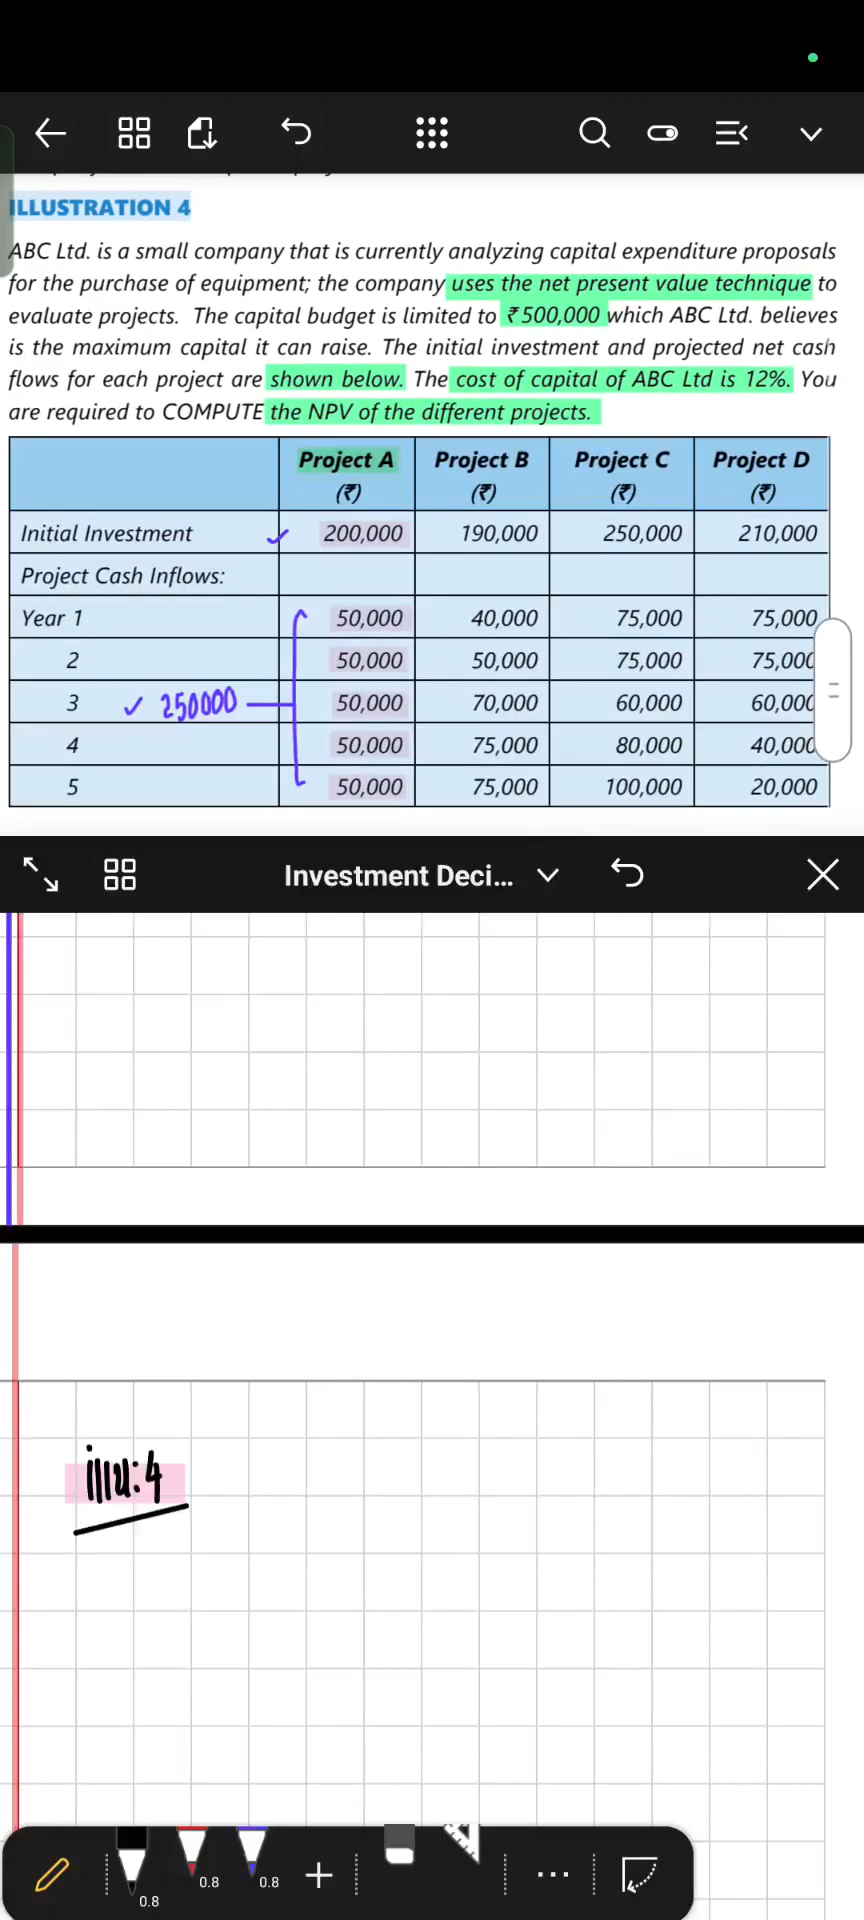 ILLUSTRATION 4
ABC Ltd. is a small company that is currently analyzing capital expenditure proposals
for the purchase of equipment; the company uses the net present value technique to
evaluate projects. The capital budget is limited to ₹500,000 which ABC Ltd. believes
is the maximum capital it can raise. The initial investment and projected net cash
flows for each project are shown below. The cost of capital of ABC Ltd is 12%. You
are required to COMPUTE the NPV of the different projects.
Project A Project B Project C Project D
(₹) (₹) (₹) (₹)
Initial Investment ✓ 200,000 190,000 250,000 210,000
Project Cash Inflows:
Year 1 50,000 40,000 75,000 75,000
2 50,000 50,000 75,000 75,000
3 ✓ 250000 50,000 70,000 60,000 60,000
4 50,000 75,000 80,000 40,000
5 50,000 75,000 100,000 20,000
Investment Deci...
illu:4
0.8 0.8 0.8